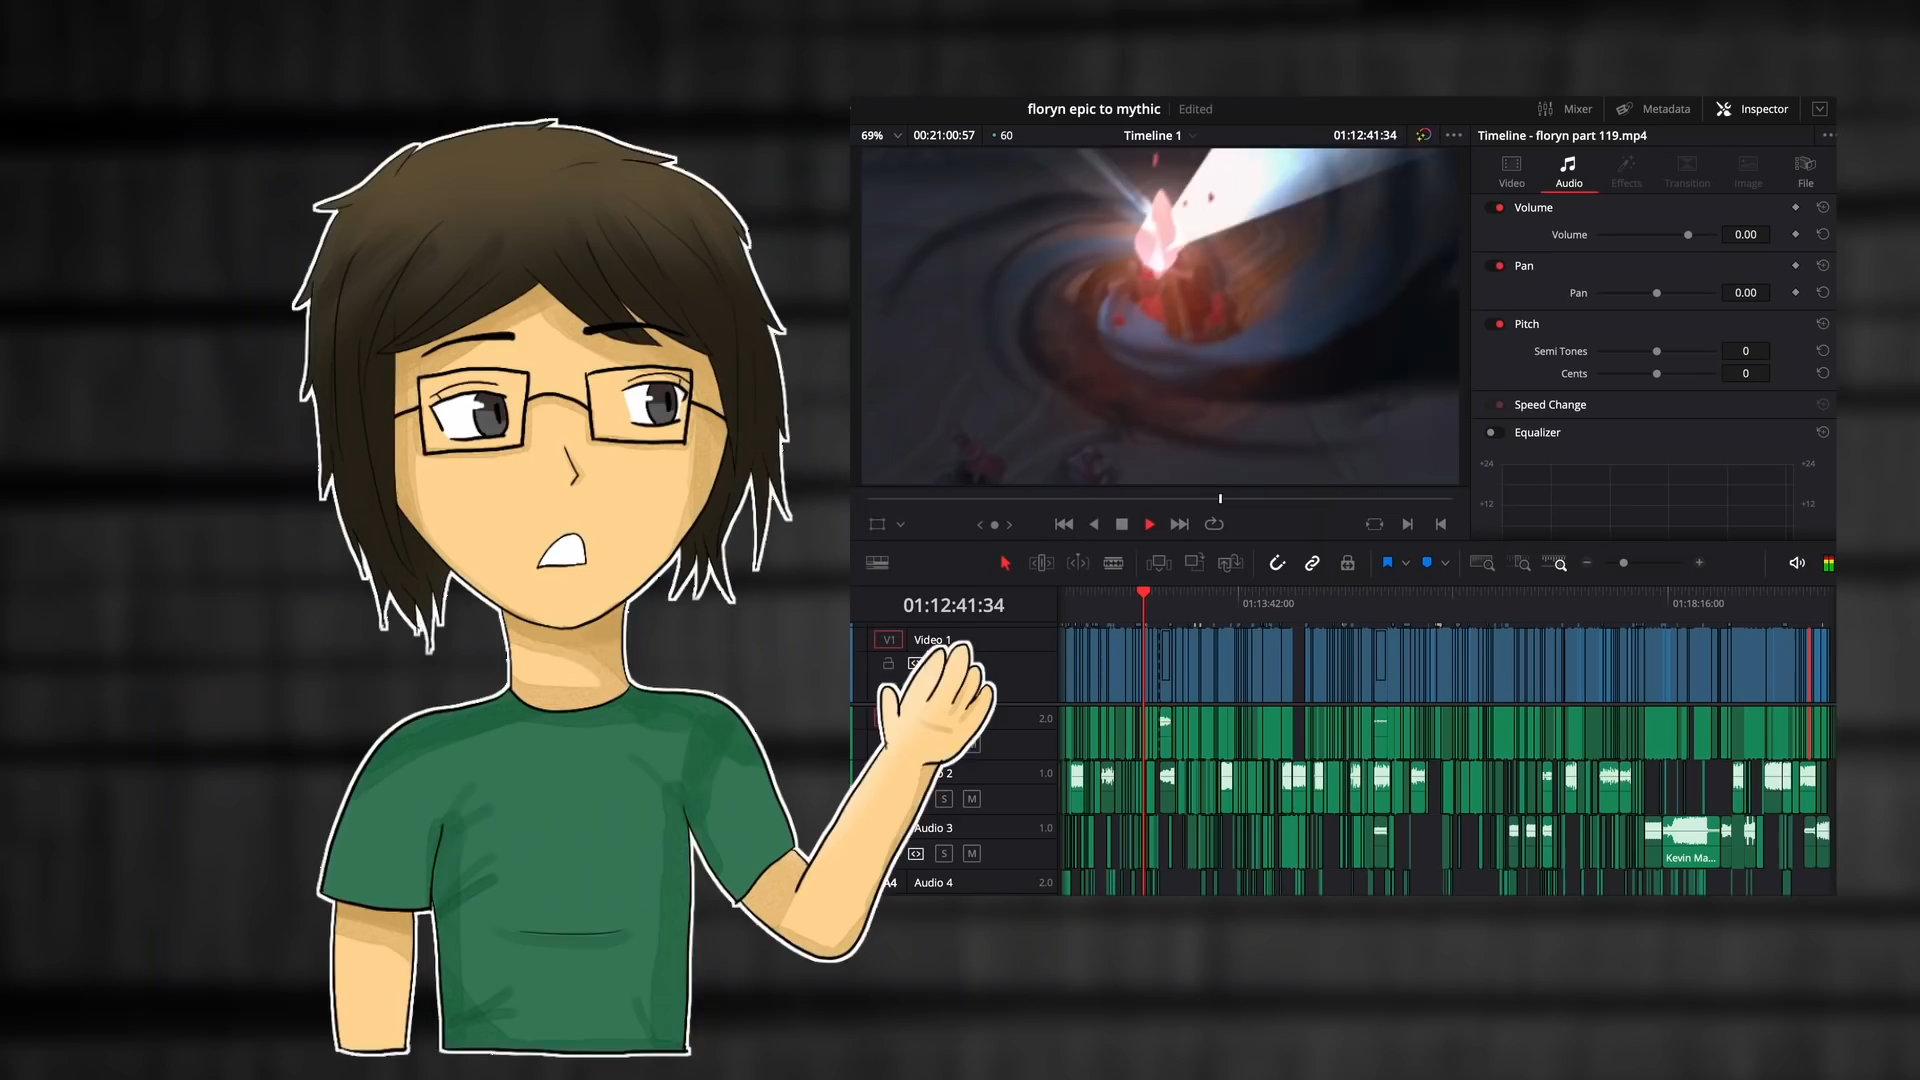 floryn epic to mythic Edited Mixer Metadata Inspector
69% 00:21:00:57 60 Timeline 1 01:12:41:34 Timeline - floryn part 119.mp4
Video Audio Effects Transition Image File
Volume
Volume 0.00
Pan
Pan 0.00
Pitch
Semi Tones 0
Cents 0
Speed Change
Equalizer
+24 +24
+12 +12
01:12:41:34 01:13:42:00 01:18:16:00
V1 Video 1
2.0
2 1.0
S M
Audio 3 1.0
S M
Kevin Ma...
A4 Audio 4 2.0